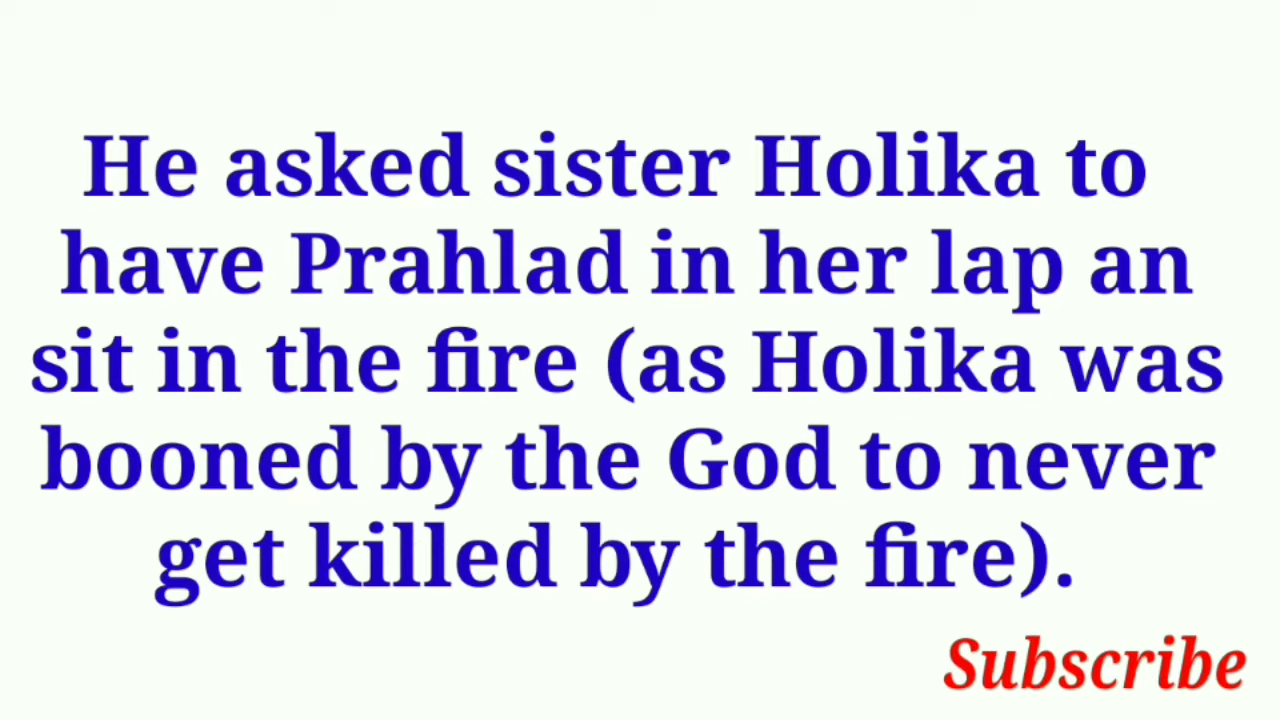 He asked sister Holika to
have Prahlad in her lap an
sit in the fire (as Holika was
booned by the God to never
get killed by the fire).
Subscribe